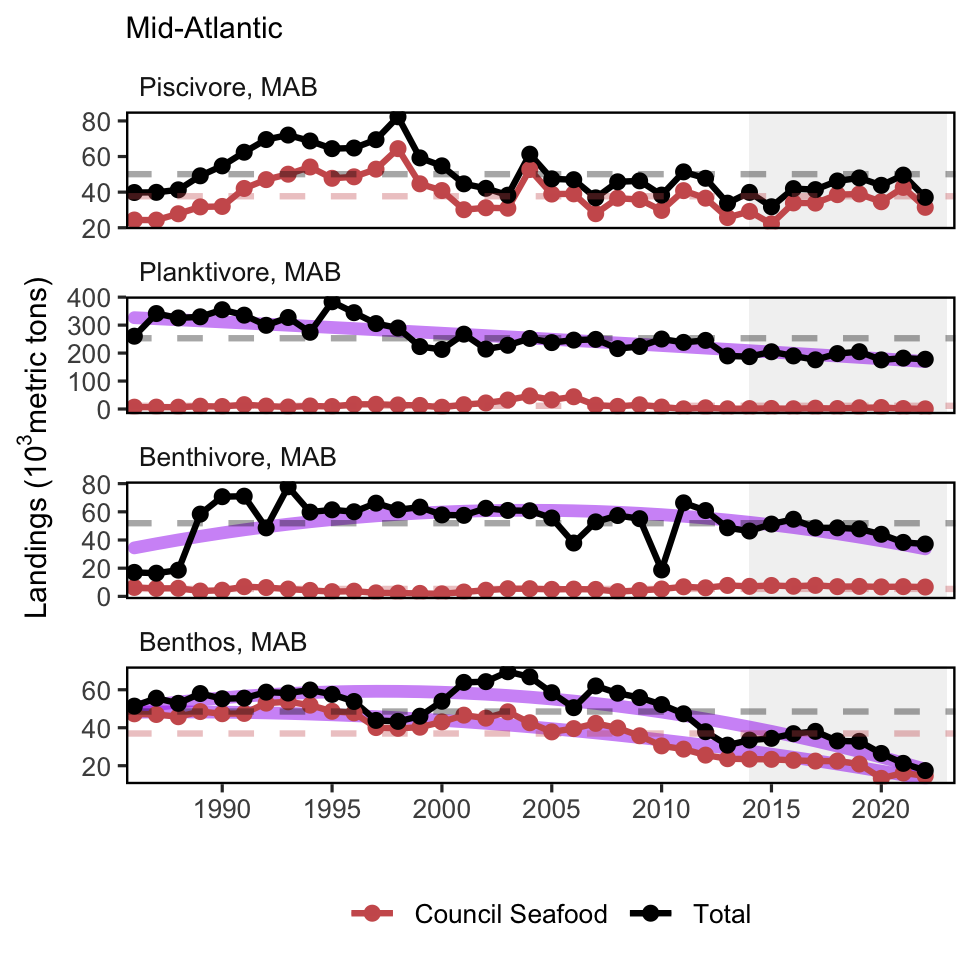 Mid-Atlantic
Piscivore, MAB
80
60
40
20
Planktivore, MAB
400
300
200
100
0
Landings (10³metric tons)
Benthivore, MAB
80
60
40
20
0
Benthos, MAB
60
40
20
1990 1995 2000 2005 2010 2015 2020
Council Seafood Total